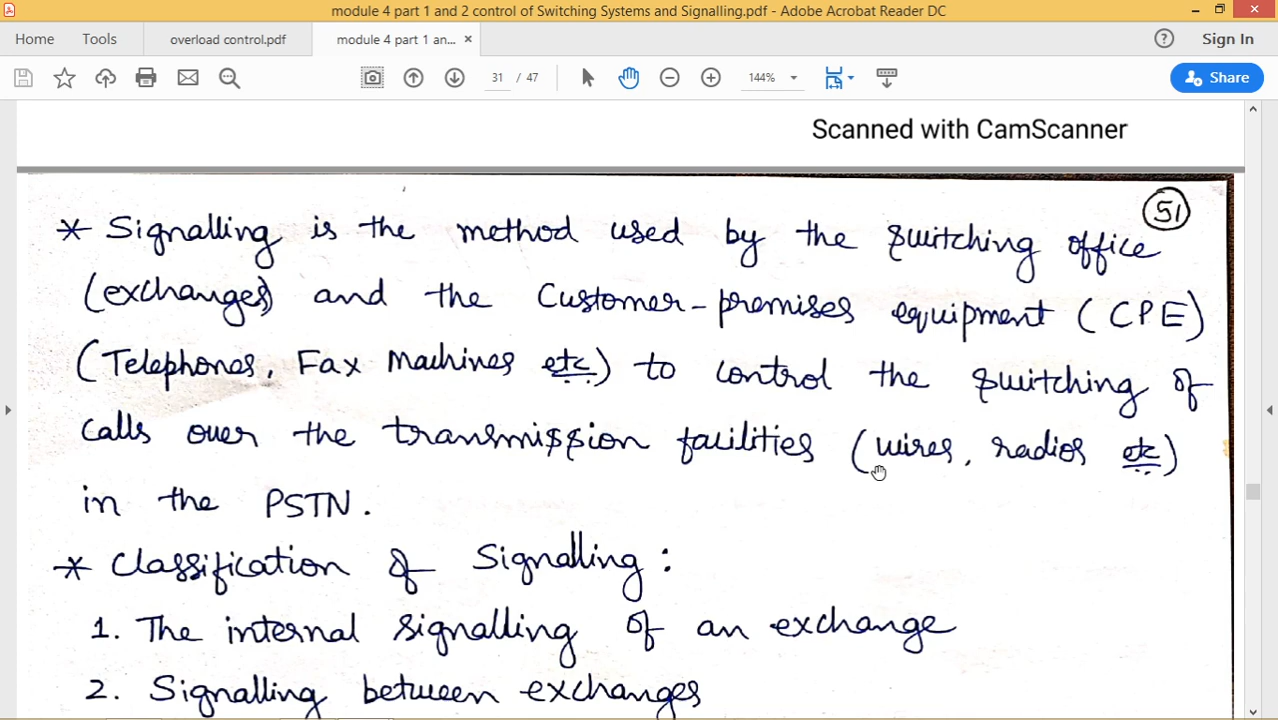 module 4 part 1 and 2 control of Switching Systems and Signalling.pdf - Adobe Acrobat Reader DC
Home Tools overload control.pdf module 4 part 1 an... × Sign In
31 / 47 144% Share
Scanned with CamScanner
51
* Signalling is the method used by the switching office
(exchanges) and the Customer-premises equipment (CPE)
(Telephones, Fax Machines etc) to control the switching of
calls over the transmission facilities (wires, radios etc)
in the PSTN.
* Classification of Signalling:
1. The internal signalling of an exchange
2. Signalling between exchanges